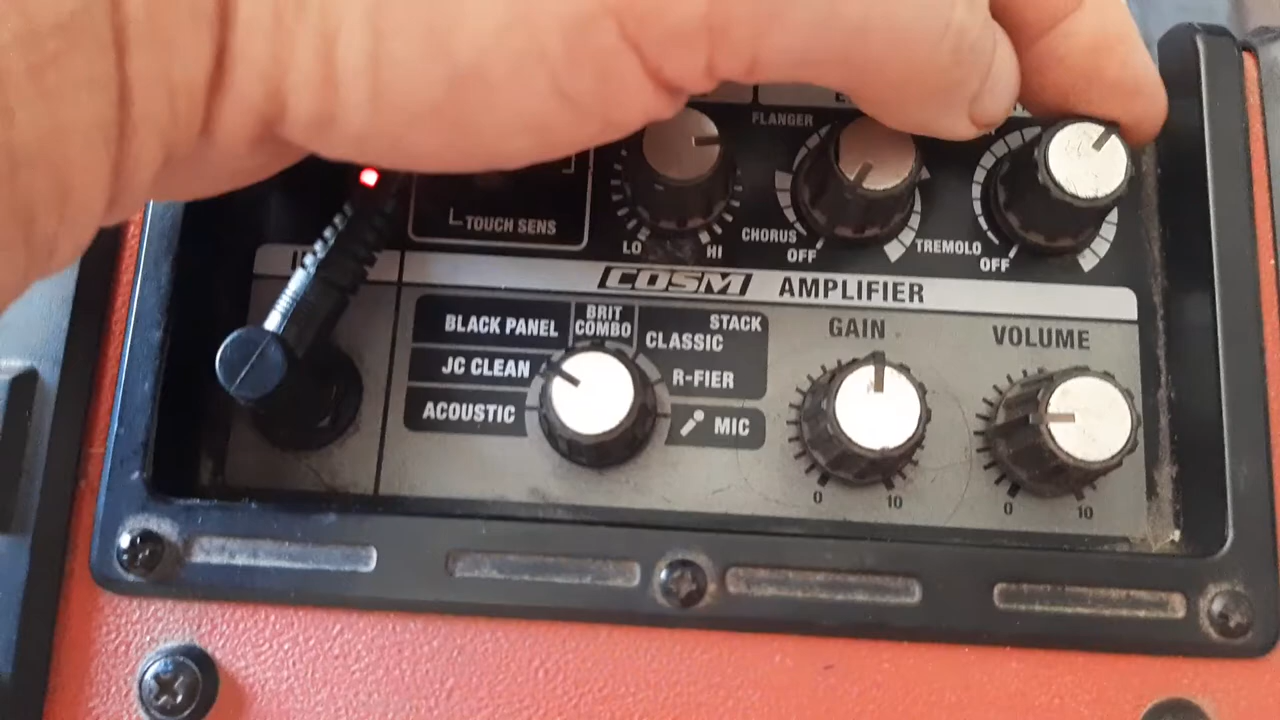 FLANGER
TOUCH SENS
LO
HI
CHORUS
OFF
TREMOLO
OFF
COSM AMPLIFIER
BLACK PANEL
BRIT
COMBO
STACK
CLASSIC
JC CLEAN
R-FIER
ACOUSTIC
MIC
GAIN
VOLUME
0
10
0
10